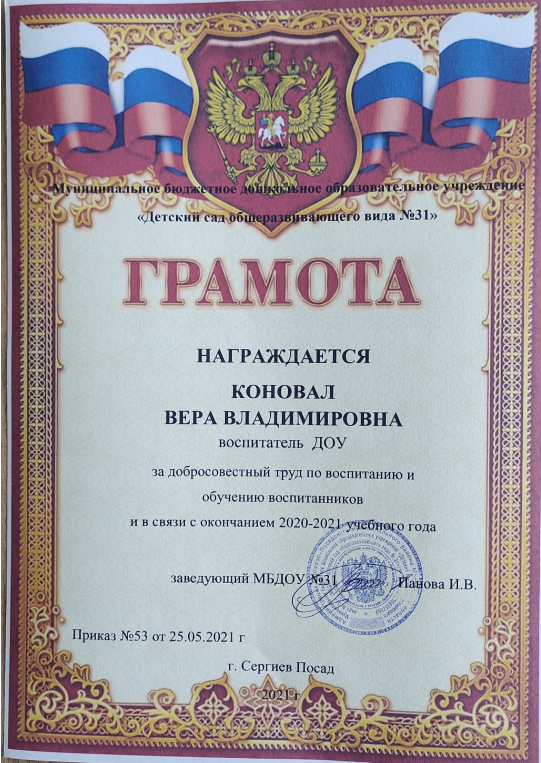 Муниципальное бюджетное дошкольное образовательное учреждение
«Детский сад общеразвивающего вида №31»
ГРАМОТА
НАГРАЖДАЕТСЯ
КОНОВАЛ
ВЕРА ВЛАДИМИРОВНА
воспитатель ДОУ
за добросовестный труд по воспитанию и
обучению воспитанников
и в связи с окончанием 2020-2021 учебного года
заведующий МБДОУ №31 Панова И.В.
Приказ №53 от 25.05.2021 г
г. Сергиев Посад
2021 г